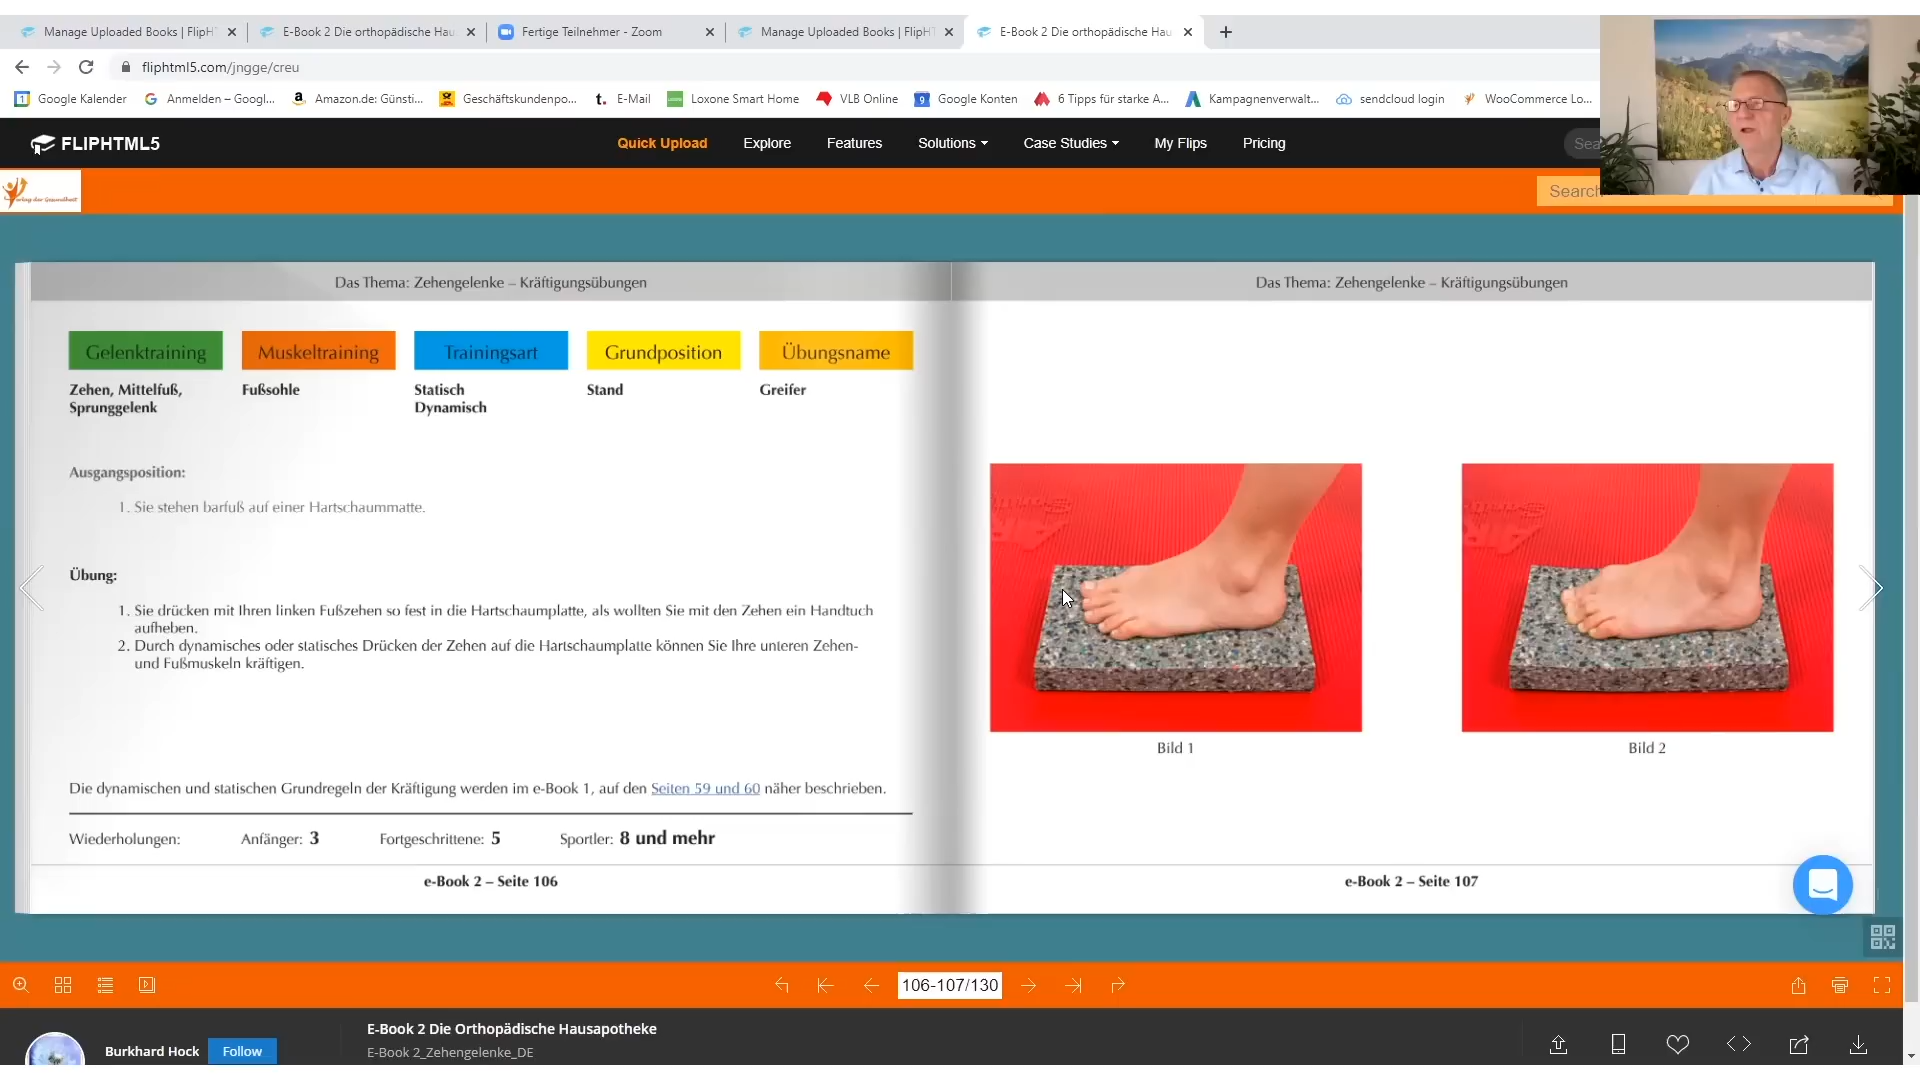 Manage Uploaded Books | FlipHT
E-Book 2 Die orthopädische Hau
Fertige Teilnehmer - Zoom
Manage Uploaded Books | FlipHT
E-Book 2 Die orthopädische Hau
fliphtml5.com/jngge/creu
Google Kalender
Anmelden – Googl...
Amazon.de: Günsti...
Geschäftskundenpo...
E-Mail
Loxone Smart Home
VLB Online
Google Konten
6 Tipps für starke A...
Kampagnenverwalt...
sendcloud login
WooCommerce Lo...
FLIPHTML5
Quick Upload
Explore
Features
Solutions
Case Studies
My Flips
Pricing
Sea
Search
Das Thema: Zehengelenke – Kräftigungsübungen
Gelenktraining
Muskeltraining
Trainingsart
Grundposition
Übungsname
Zehen, Mittelfuß,
Sprunggelenk
Fußsohle
Statisch
Dynamisch
Stand
Greifer
Ausgangsposition:
1. Sie stehen barfuß auf einer Hartschaummatte.
Übung:
1. Sie drücken mit Ihren linken Fußzehen so fest in die Hartschaumplatte, als wollten Sie mit den Zehen ein Handtuch
aufheben.
2. Durch dynamisches oder statisches Drücken der Zehen auf die Hartschaumplatte können Sie Ihre unteren Zehen-
und Fußmuskeln kräftigen.
Die dynamischen und statischen Grundregeln der Kräftigung werden im e-Book 1, auf den Seiten 59 und 60 näher beschrieben.
Wiederholungen: Anfänger: 3 Fortgeschrittene: 5 Sportler: 8 und mehr
e-Book 2 – Seite 106
Das Thema: Zehengelenke – Kräftigungsübungen
Bild 1
Bild 2
e-Book 2 – Seite 107
106-107/130
Burkhard Hock
Follow
E-Book 2 Die Orthopädische Hausapotheke
E-Book 2_Zehengelenke_DE